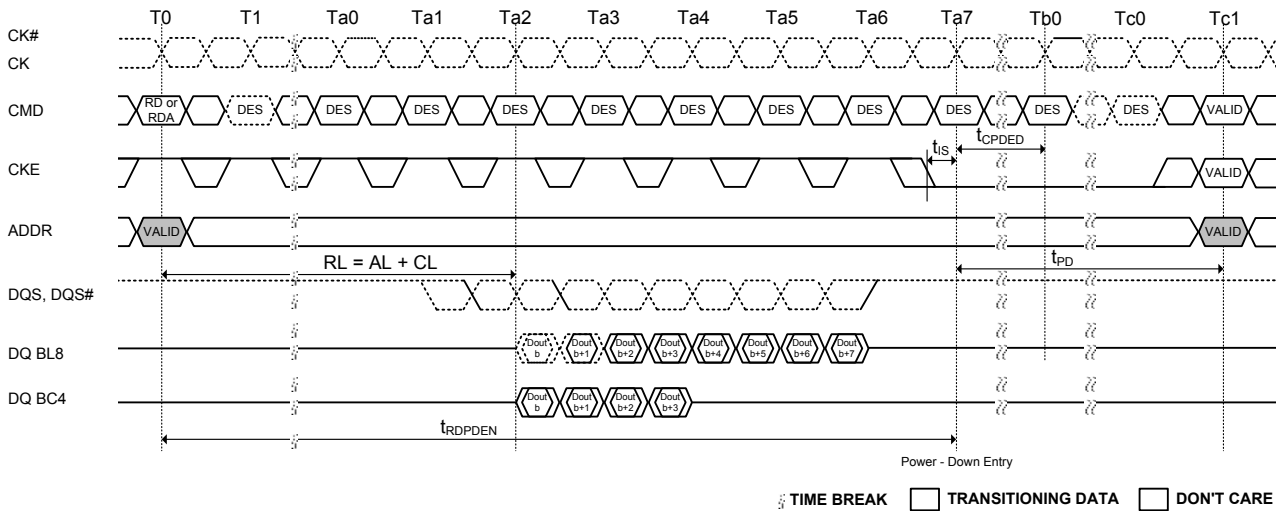 T0 T1 Ta0 Ta1 Ta2 Ta3 Ta4 Ta5 Ta6 Ta7 Tb0 Tc0 Tc1
CK#
CK
CMD RD or RDA DES DES DES DES DES DES DES DES DES DES DES VALID
tIS tCPDED
CKE VALID
ADDR VALID VALID
RL = AL + CL
tPD
DQS, DQS#
DQ BL8 Dout b Dout b+1 Dout b+2 Dout b+3 Dout b+4 Dout b+5 Dout b+6 Dout b+7
DQ BC4 Dout b Dout b+1 Dout b+2 Dout b+3
tRDPDEN
Power - Down Entry
TIME BREAK TRANSITIONING DATA DON'T CARE